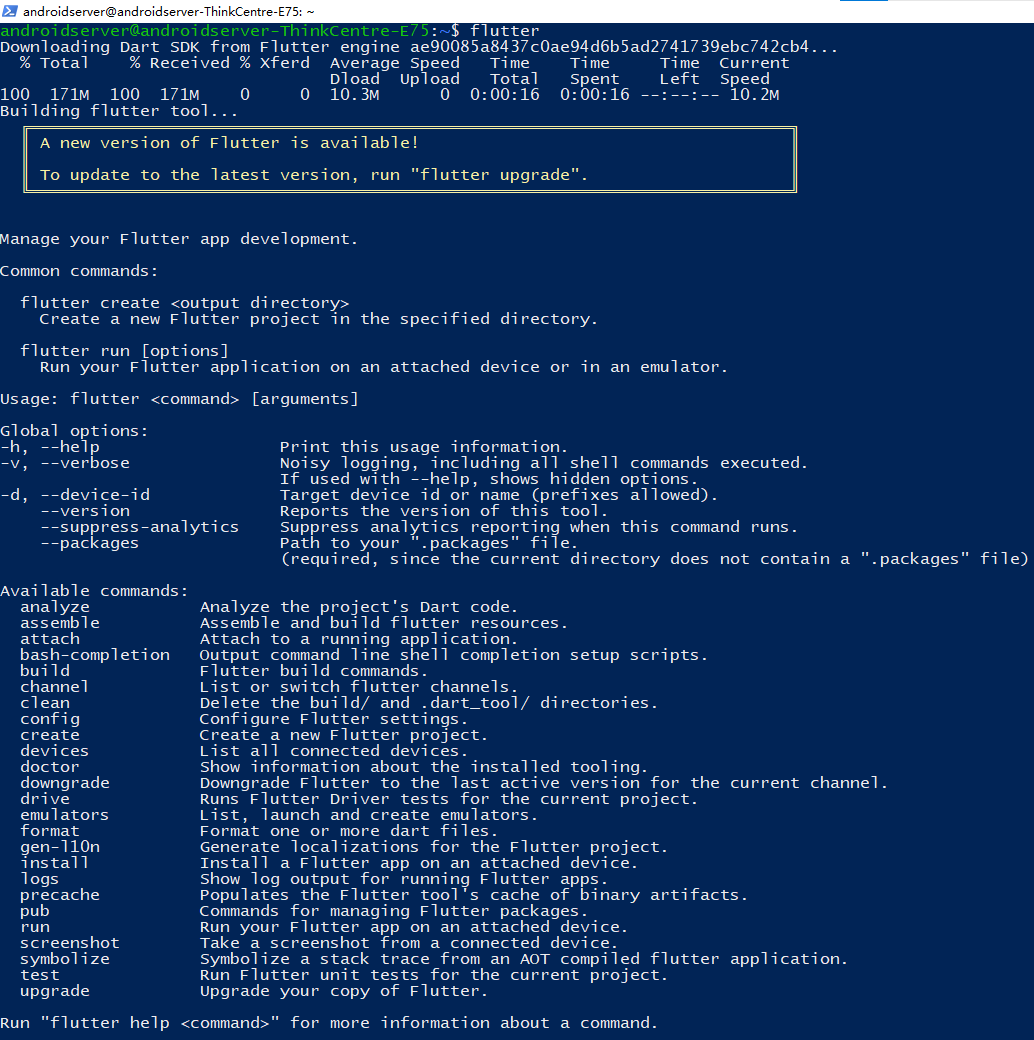 androidserver@androidserver-ThinkCentre-E75: ~
androidserver@androidserver-ThinkCentre-E75:~$ flutter
Downloading Dart SDK from Flutter engine ae90085a8437c0ae94d6b5ad2741739ebc742cb4...
  % Total    % Received % Xferd  Average Speed   Time    Time     Time  Current
                                 Dload  Upload   Total   Spent    Left  Speed
100  171M  100  171M    0     0  10.3M      0  0:00:16  0:00:16 --:--:-- 10.2M
Building flutter tool...
A new version of Flutter is available!
To update to the latest version, run "flutter upgrade".
Manage your Flutter app development.
Common commands:
  flutter create <output directory>
    Create a new Flutter project in the specified directory.
  flutter run [options]
    Run your Flutter application on an attached device or in an emulator.
Usage: flutter <command> [arguments]
Global options:
-h, --help                  Print this usage information.
-v, --verbose               Noisy logging, including all shell commands executed.
                            If used with --help, shows hidden options.
-d, --device-id             Target device id or name (prefixes allowed).
    --version               Reports the version of this tool.
    --suppress-analytics    Suppress analytics reporting when this command runs.
    --packages              Path to your ".packages" file.
                            (required, since the current directory does not contain a ".packages" file)
Available commands:
  analyze           Analyze the project's Dart code.
  assemble          Assemble and build flutter resources.
  attach            Attach to a running application.
  bash-completion   Output command line shell completion setup scripts.
  build             Flutter build commands.
  channel           List or switch flutter channels.
  clean             Delete the build/ and .dart_tool/ directories.
  config            Configure Flutter settings.
  create            Create a new Flutter project.
  devices           List all connected devices.
  doctor            Show information about the installed tooling.
  downgrade         Downgrade Flutter to the last active version for the current channel.
  drive             Runs Flutter Driver tests for the current project.
  emulators         List, launch and create emulators.
  format            Format one or more dart files.
  gen-l10n          Generate localizations for the Flutter project.
  install           Install a Flutter app on an attached device.
  logs              Show log output for running Flutter apps.
  precache          Populates the Flutter tool's cache of binary artifacts.
  pub               Commands for managing Flutter packages.
  run               Run your Flutter app on an attached device.
  screenshot        Take a screenshot from a connected device.
  symbolize         Symbolize a stack trace from an AOT compiled flutter application.
  test              Run Flutter unit tests for the current project.
  upgrade           Upgrade your copy of Flutter.
Run "flutter help <command>" for more information about a command.